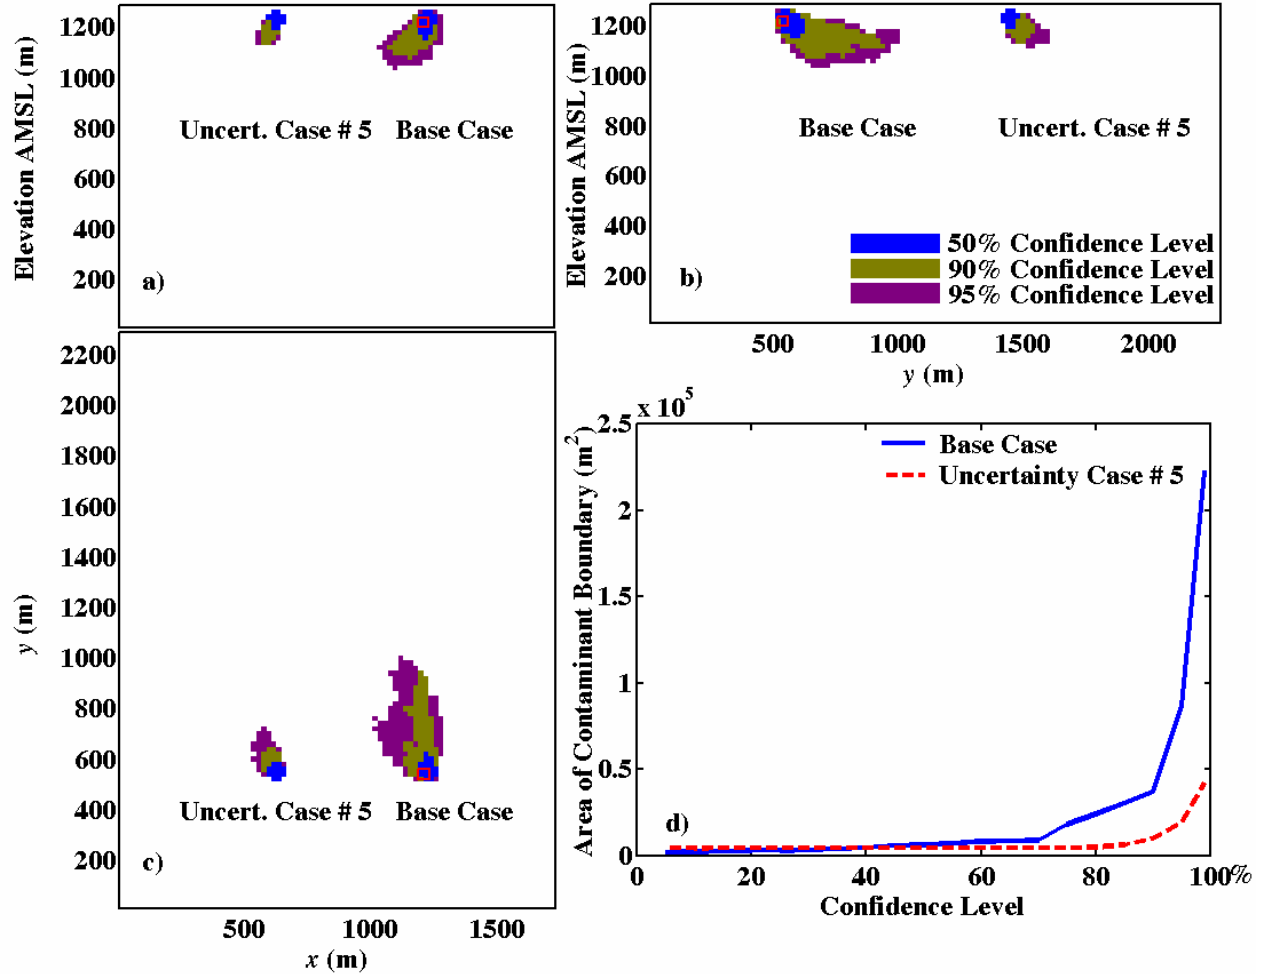 Elevation AMSL (m)
1200
1000
800
600
400
200
Uncert. Case # 5
Base Case
a)
Elevation AMSL (m)
1200
1000
800
600
400
200
Base Case
Uncert. Case # 5
50% Confidence Level
90% Confidence Level
95% Confidence Level
b)
500
1000
1500
2000
y (m)
y (m)
2200
2000
1800
1600
1400
1200
1000
800
600
400
200
Uncert. Case # 5
Base Case
c)
500
1000
1500
x (m)
Area of Contaminant Boundary (m²)
x 10⁵
2.5
2
1.5
1
0.5
0
Base Case
Uncertainty Case # 5
d)
0
20
40
60
80
100%
Confidence Level